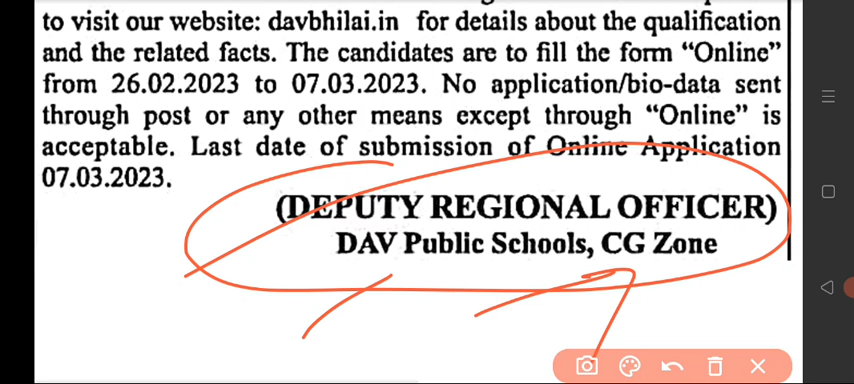 to visit our website: davbhilai.in for details about the qualification
and the related facts. The candidates are to fill the form “Online”
from 26.02.2023 to 07.03.2023. No application/bio-data sent
through post or any other means except through “Online” is
acceptable. Last date of submission of Online Application
07.03.2023.
(DEPUTY REGIONAL OFFICER)
DAV Public Schools, CG Zone